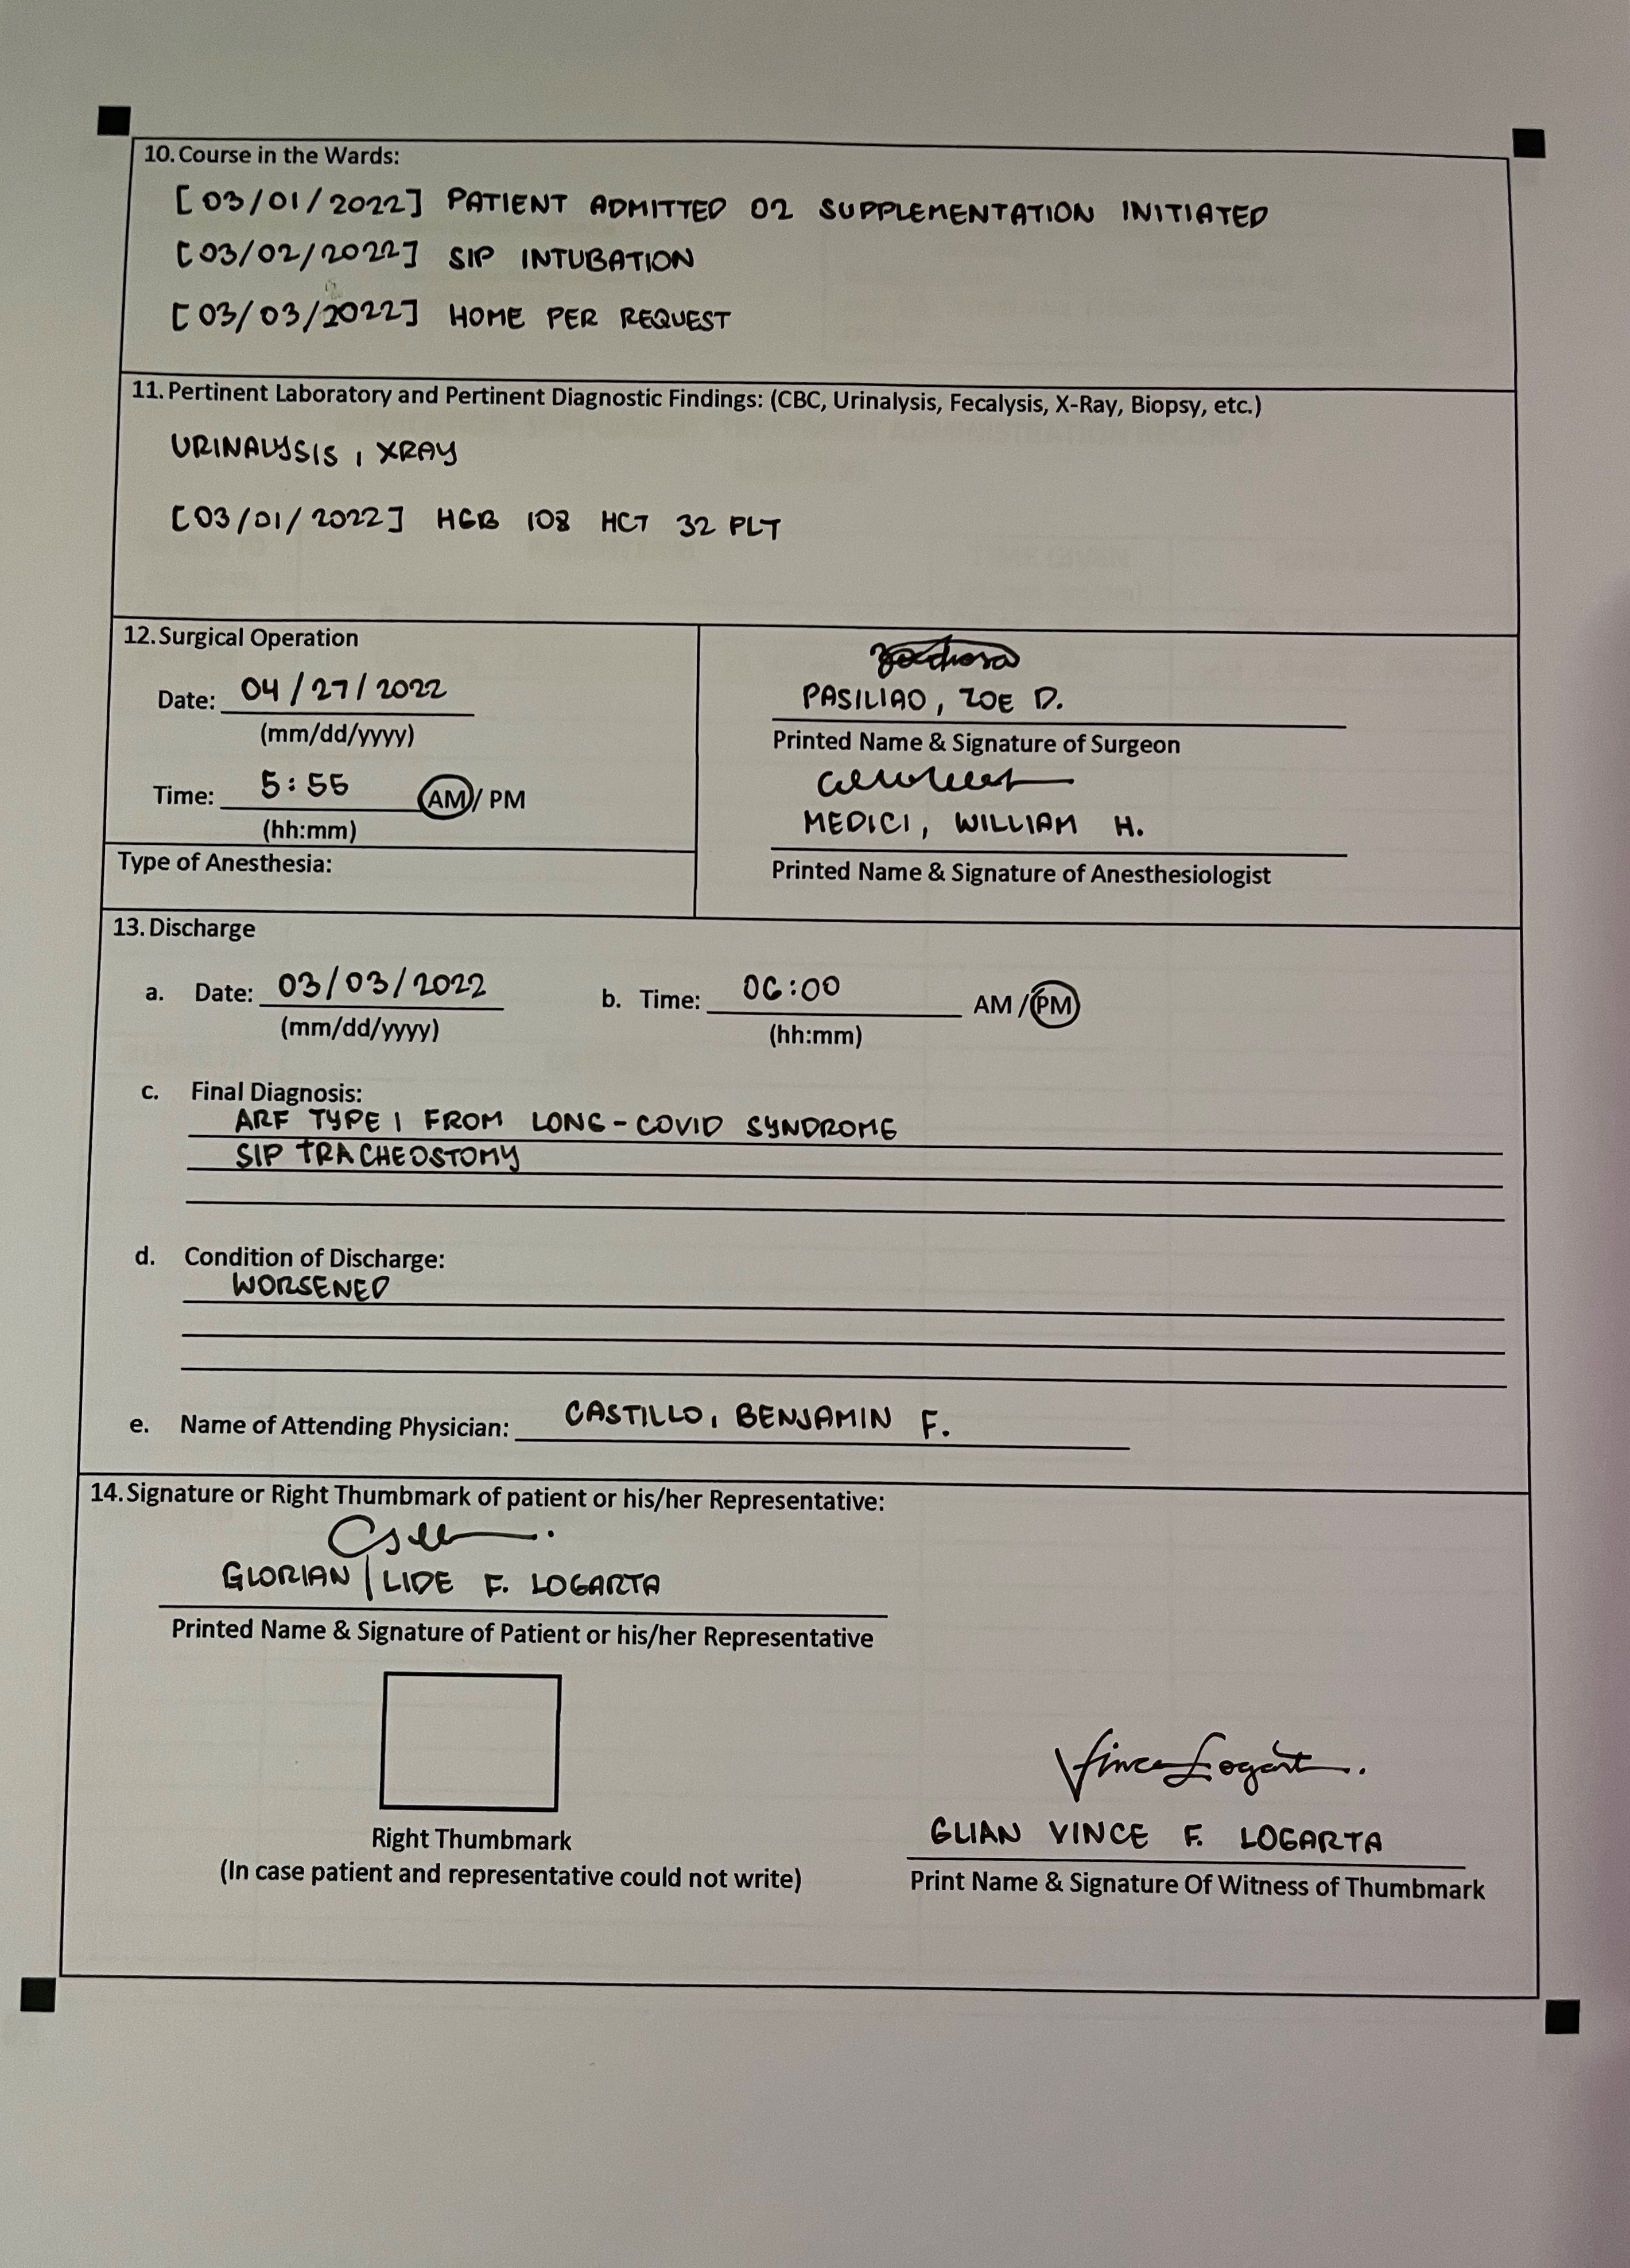 10. Course in the Wards:
[03/01/2022] PATIENT ADMITTED O2 SUPPLEMENTATION INITIATED
[03/02/2022] SIP INTUBATION
[03/03/2022] HOME PER REQUEST
11. Pertinent Laboratory and Pertinent Diagnostic Findings: (CBC, Urinalysis, Fecalysis, X-Ray, Biopsy, etc.)
URINALYSIS, XRAY
[03/01/2022] HGB 108 HCT 32 PLT
12. Surgical Operation
Date: 04/27/2022
(mm/dd/yyyy)
Time: 5:55 AM / PM
(hh:mm)
Type of Anesthesia:
PASILIAO, ZOE D.
Printed Name & Signature of Surgeon
MEDICI, WILLIAM H.
Printed Name & Signature of Anesthesiologist
13. Discharge
a. Date: 03/03/2022 b. Time: 06:00 AM / PM
(mm/dd/yyyy) (hh:mm)
c. Final Diagnosis:
ARF TYPE 1 FROM LONG-COVID SYNDROME
SIP TRACHEOSTOMY
d. Condition of Discharge:
WORSENED
e. Name of Attending Physician: CASTILLO, BENJAMIN F.
14. Signature or Right Thumbmark of patient or his/her Representative:
GLORIAN LIDE F. LOGARTA
Printed Name & Signature of Patient or his/her Representative
Right Thumbmark
(In case patient and representative could not write)
Vince Logarta
GLIAN VINCE F. LOGARTA
Print Name & Signature Of Witness of Thumbmark